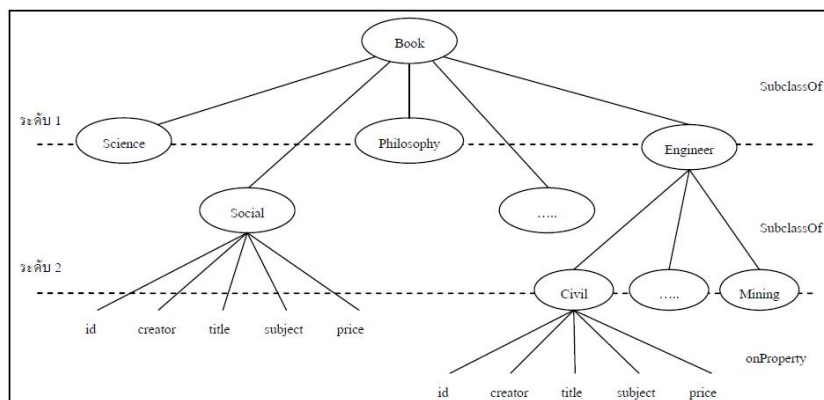 Book
SubclassOf
ระดับ 1
Science
Philosophy
Engineer
Social
.....
SubclassOf
ระดับ 2
Civil
.....
Mining
id creator title subject price
onProperty
id creator title subject price